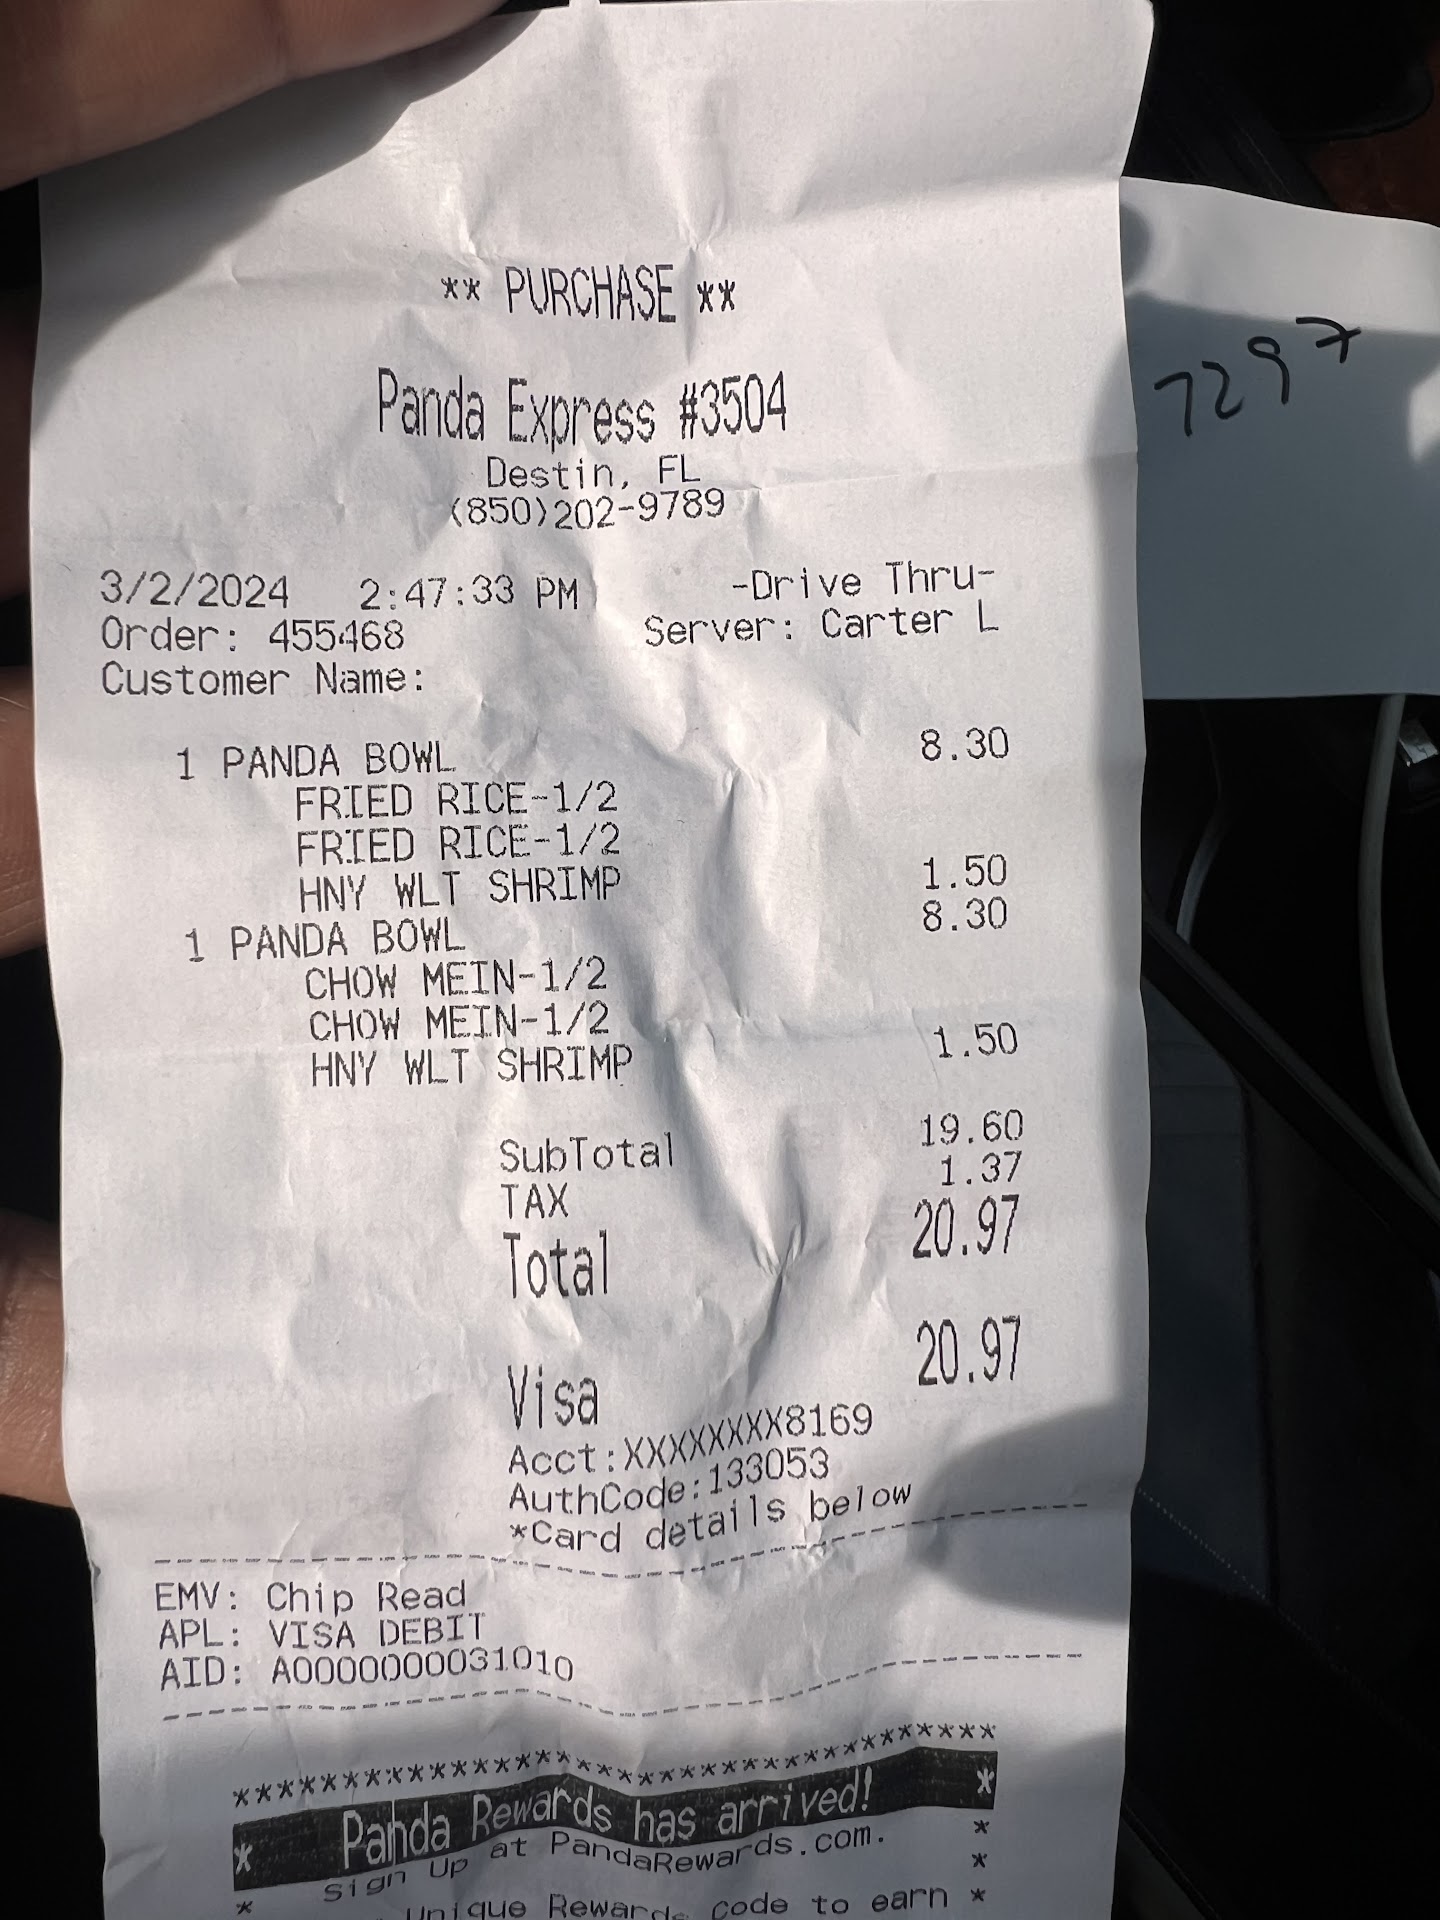 ** PURCHASE **
Panda Express #3504
Destin, FL
(850)202-9789
3/2/2024 2:47:33 PM -Drive Thru-
Order: 455468 Server: Carter L
Customer Name:
1 PANDA BOWL 8.30
FRIED RICE-1/2
FRIED RICE-1/2
HNY WLT SHRIMP 1.50
1 PANDA BOWL 8.30
CHOW MEIN-1/2
CHOW MEIN-1/2
HNY WLT SHRIMP 1.50
SubTotal 19.60
TAX 1.37
Total 20.97
Visa 20.97
Acct:XXXXXXXX8169
AuthCode:133053
*Card details below
EMV: Chip Read
APL: VISA DEBIT
AID: A0000000031010
************************************
* Panda Rewards has arrived! *
Sign Up at PandaRewards.com. *
*
* Unique Rewards code to earn *
7297